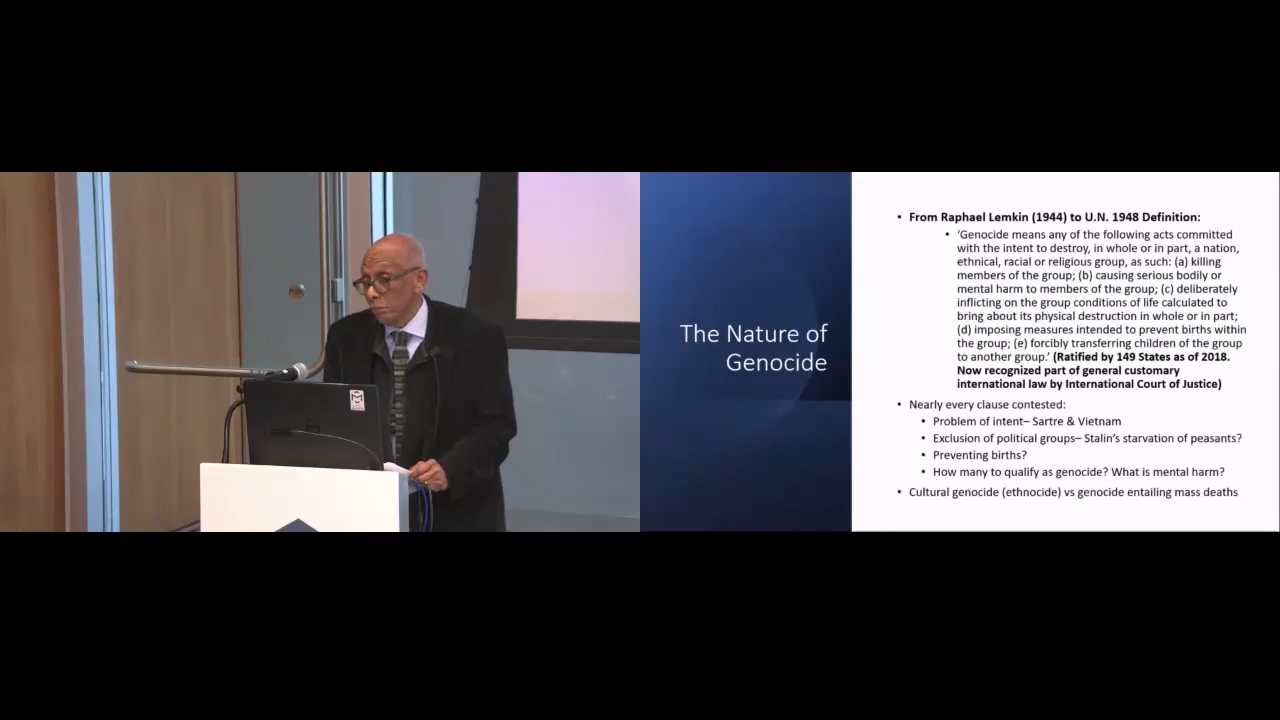 The Nature of
Genocide
• From Raphael Lemkin (1944) to U.N. 1948 Definition:
• ‘Genocide means any of the following acts committed
with the intent to destroy, in whole or in part, a nation,
ethnical, racial or religious group, as such: (a) killing
members of the group; (b) causing serious bodily or
mental harm to members of the group; (c) deliberately
inflicting on the group conditions of life calculated to
bring about its physical destruction in whole or in part;
(d) imposing measures intended to prevent births within
the group; (e) forcibly transferring children of the group
to another group.’ (Ratified by 149 States as of 2018.
Now recognized part of general customary
international law by International Court of Justice)
• Nearly every clause contested:
• Problem of intent– Sartre & Vietnam
• Exclusion of political groups– Stalin’s starvation of peasants?
• Preventing births?
• How many to qualify as genocide? What is mental harm?
• Cultural genocide (ethnocide) vs genocide entailing mass deaths